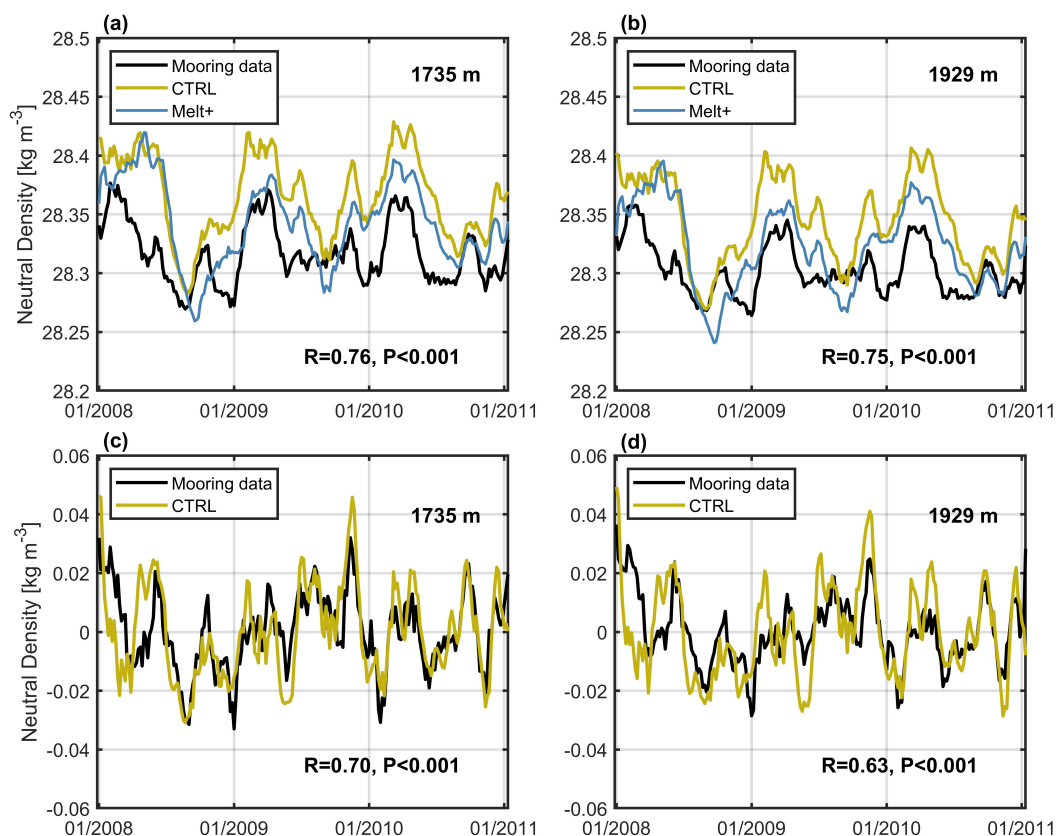 (a)
28.5
28.45
28.4
28.35
28.3
28.25
28.2
Neutral Density [kg m-3]
Mooring data
CTRL
Melt+
1735 m
R=0.76, P<0.001
01/2008 01/2009 01/2010 01/2011
(b)
28.5
28.45
28.4
28.35
28.3
28.25
28.2
Mooring data
CTRL
Melt+
1929 m
R=0.75, P<0.001
01/2008 01/2009 01/2010 01/2011
(c)
0.06
0.04
0.02
0
-0.02
-0.04
-0.06
Neutral Density [kg m-3]
Mooring data
CTRL
1735 m
R=0.70, P<0.001
01/2008 01/2009 01/2010 01/2011
(d)
0.06
0.04
0.02
0
-0.02
-0.04
-0.06
Mooring data
CTRL
1929 m
R=0.63, P<0.001
01/2008 01/2009 01/2010 01/2011